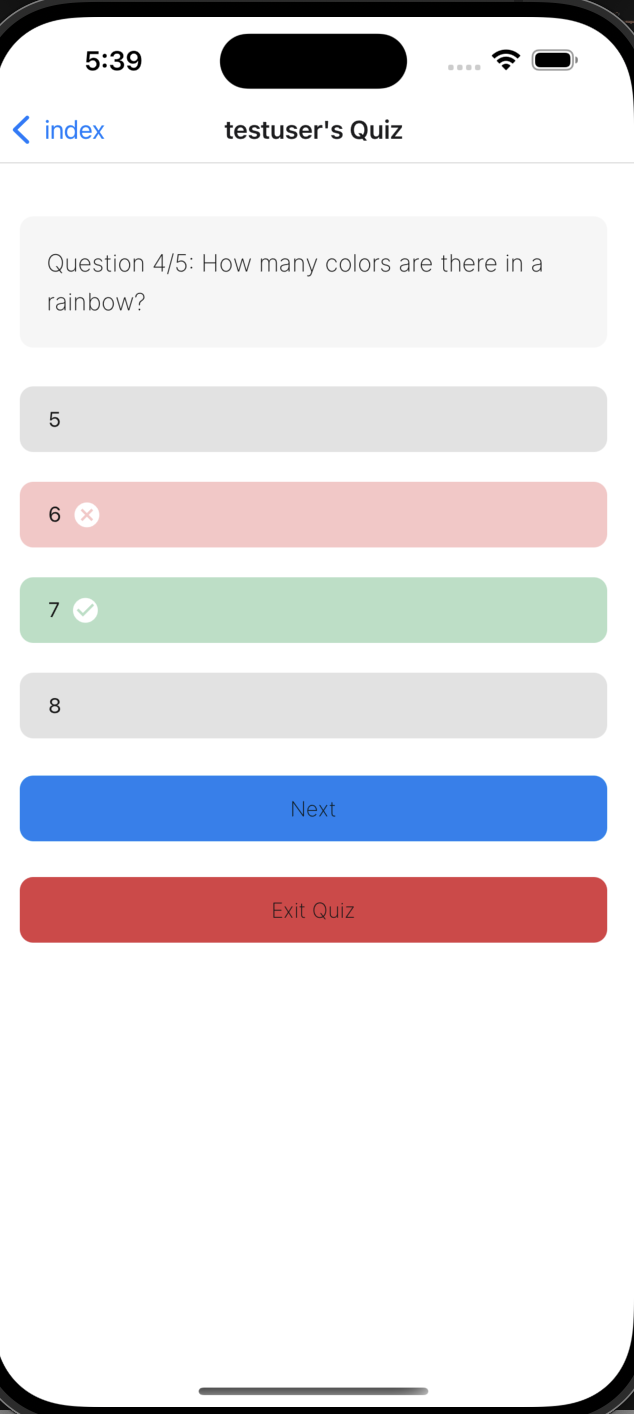 5:39
index
testuser's Quiz
Question 4/5: How many colors are there in a
rainbow?
5
6
7
8
Next
Exit Quiz